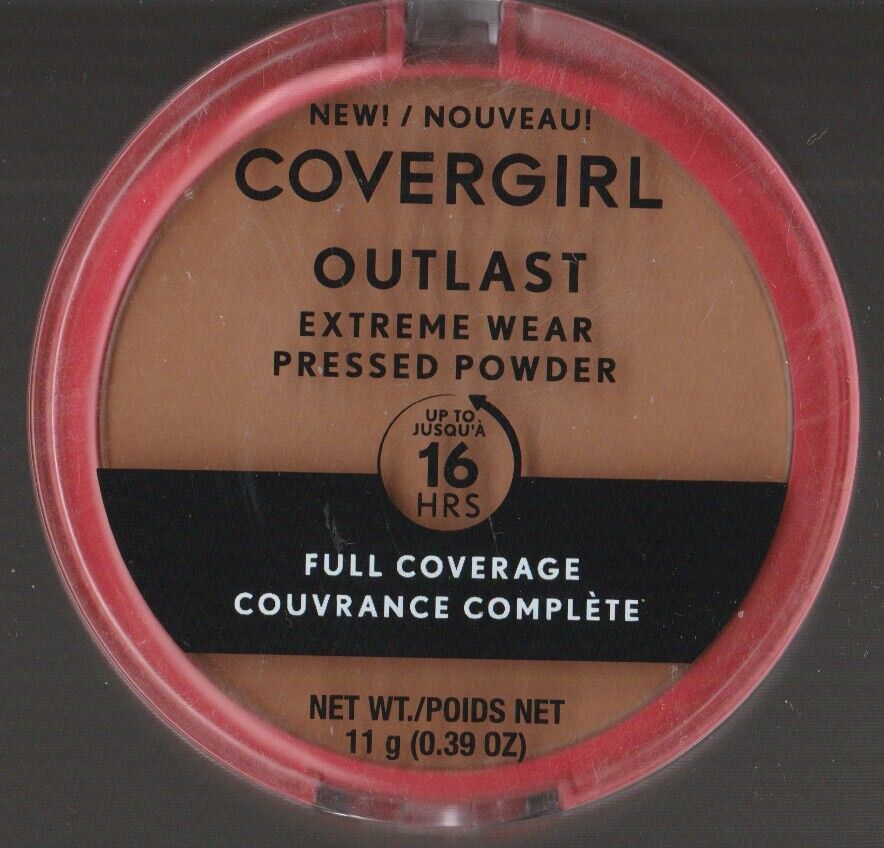 NEW! / NOUVEAU!
COVERGIRL
OUTLAST
EXTREME WEAR
PRESSED POWDER
UP TO
JUSQU'À
16
HRS
FULL COVERAGE
COUVRANCE COMPLÈTE
NET WT./POIDS NET
11 g (0.39 OZ)